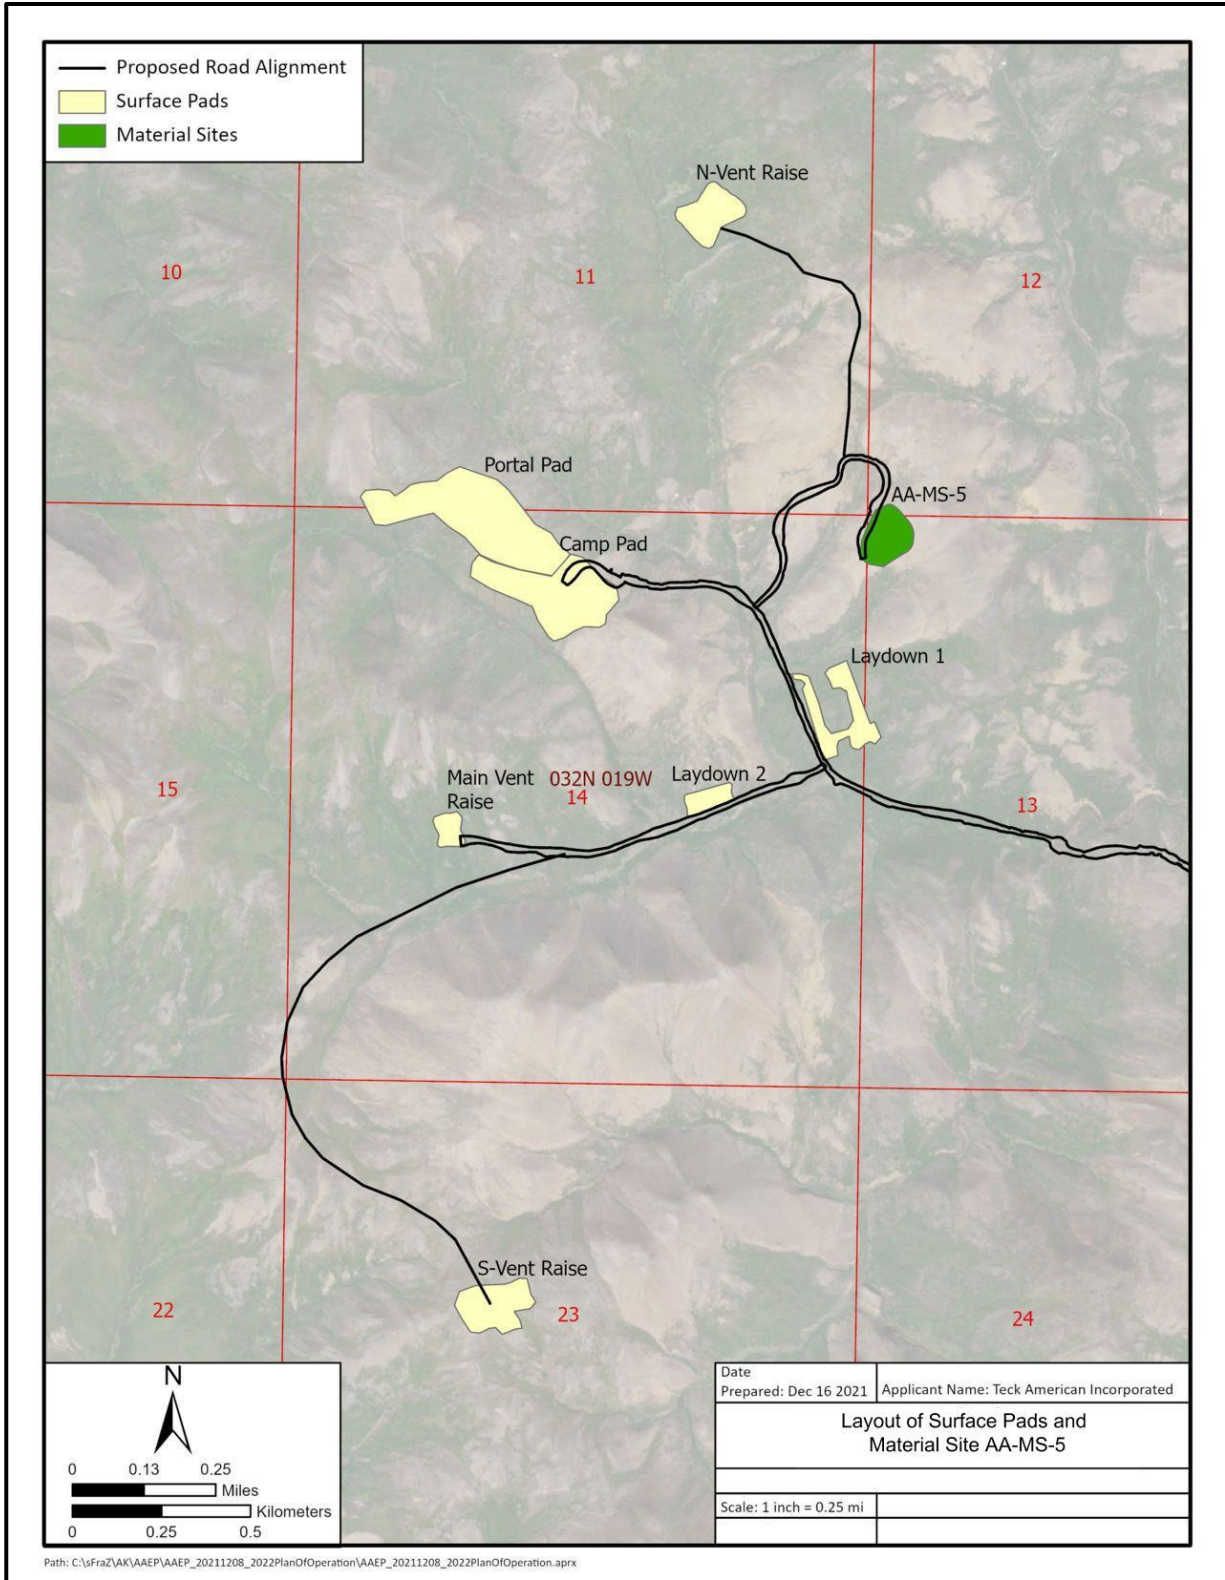 Proposed Road Alignment
Surface Pads
Material Sites
N-Vent Raise
10
11
12
Portal Pad
AA-MS-5
Camp Pad
Laydown 1
Main Vent
Raise
032N 019W
Laydown 2
15
14
13
S-Vent Raise
22
23
24
N
0 0.13 0.25
Miles
Kilometers
0 0.25 0.5
Date
Prepared: Dec 16 2021
Applicant Name: Teck American Incorporated
Layout of Surface Pads and
Material Site AA-MS-5
Scale: 1 inch = 0.25 mi
Path: C:\sFraZ\AK\AAEP\AAEP_20211208_2022PlanOfOperation\AAEP_20211208_2022PlanOfOperation.aprx